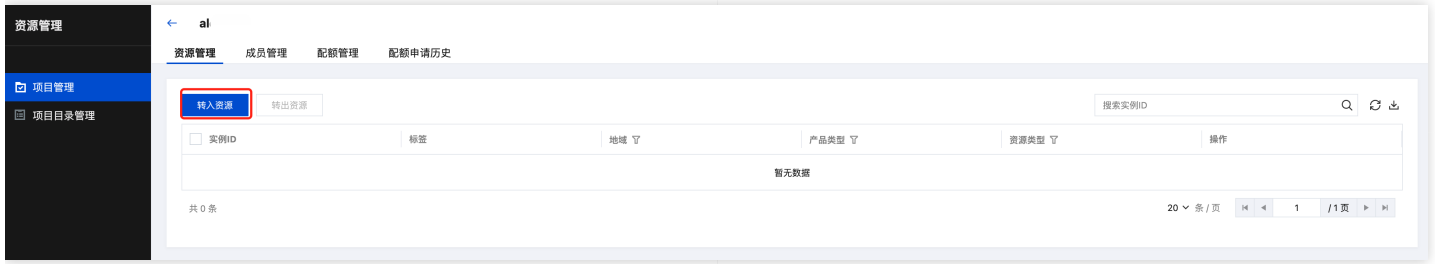 资源管理
al
资源管理 成员管理 配额管理 配额申请历史
项目管理
项目目录管理
转入资源 转出资源 搜索实例ID
实例ID 标签 地域 产品类型 资源类型 操作
暂无数据
共 0 条 20 条 / 页 1 / 1 页